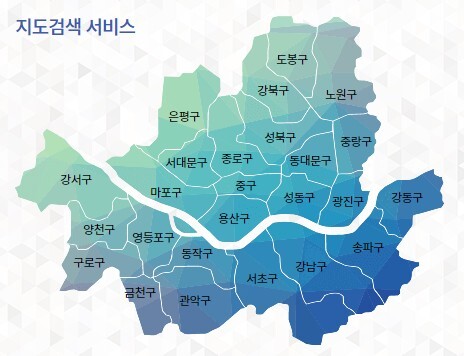 지도검색 서비스
도봉구
강북구
노원구
은평구
성북구
중랑구
서대문구
종로구
동대문구
강서구
마포구
중구
성동구
광진구
강동구
용산구
양천구
영등포구
송파구
구로구
동작구
강남구
서초구
금천구
관악구